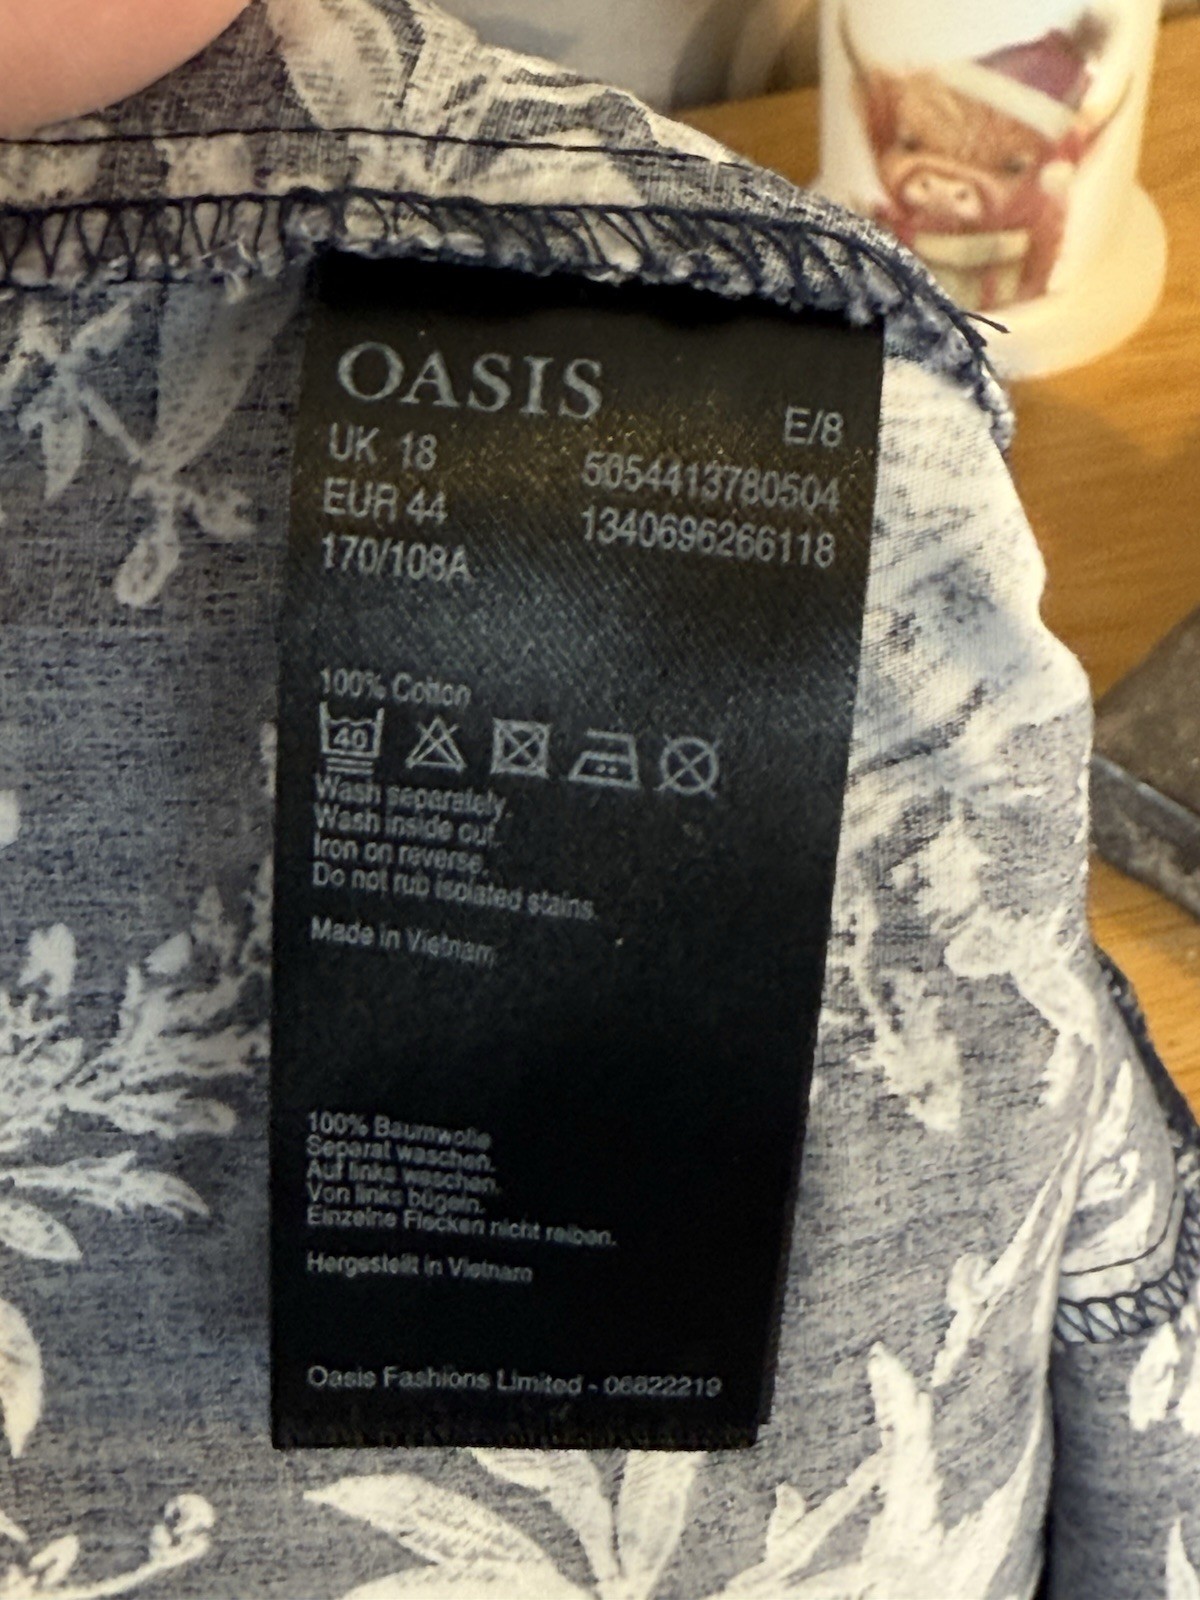 OASIS
E/8
UK 18
5054413780504
EUR 44
1340696266118
170/108A
100% Cotton
40
Wash separately.
Wash inside out.
Iron on reverse.
Do not rub isolated stains.
Made in Vietnam
100% Baumwolle
Separat waschen.
Auf links waschen.
Von links bügeln.
Einzelne Flecken nicht reiben.
Hergestellt in Vietnam
Oasis Fashions Limited - 06822219